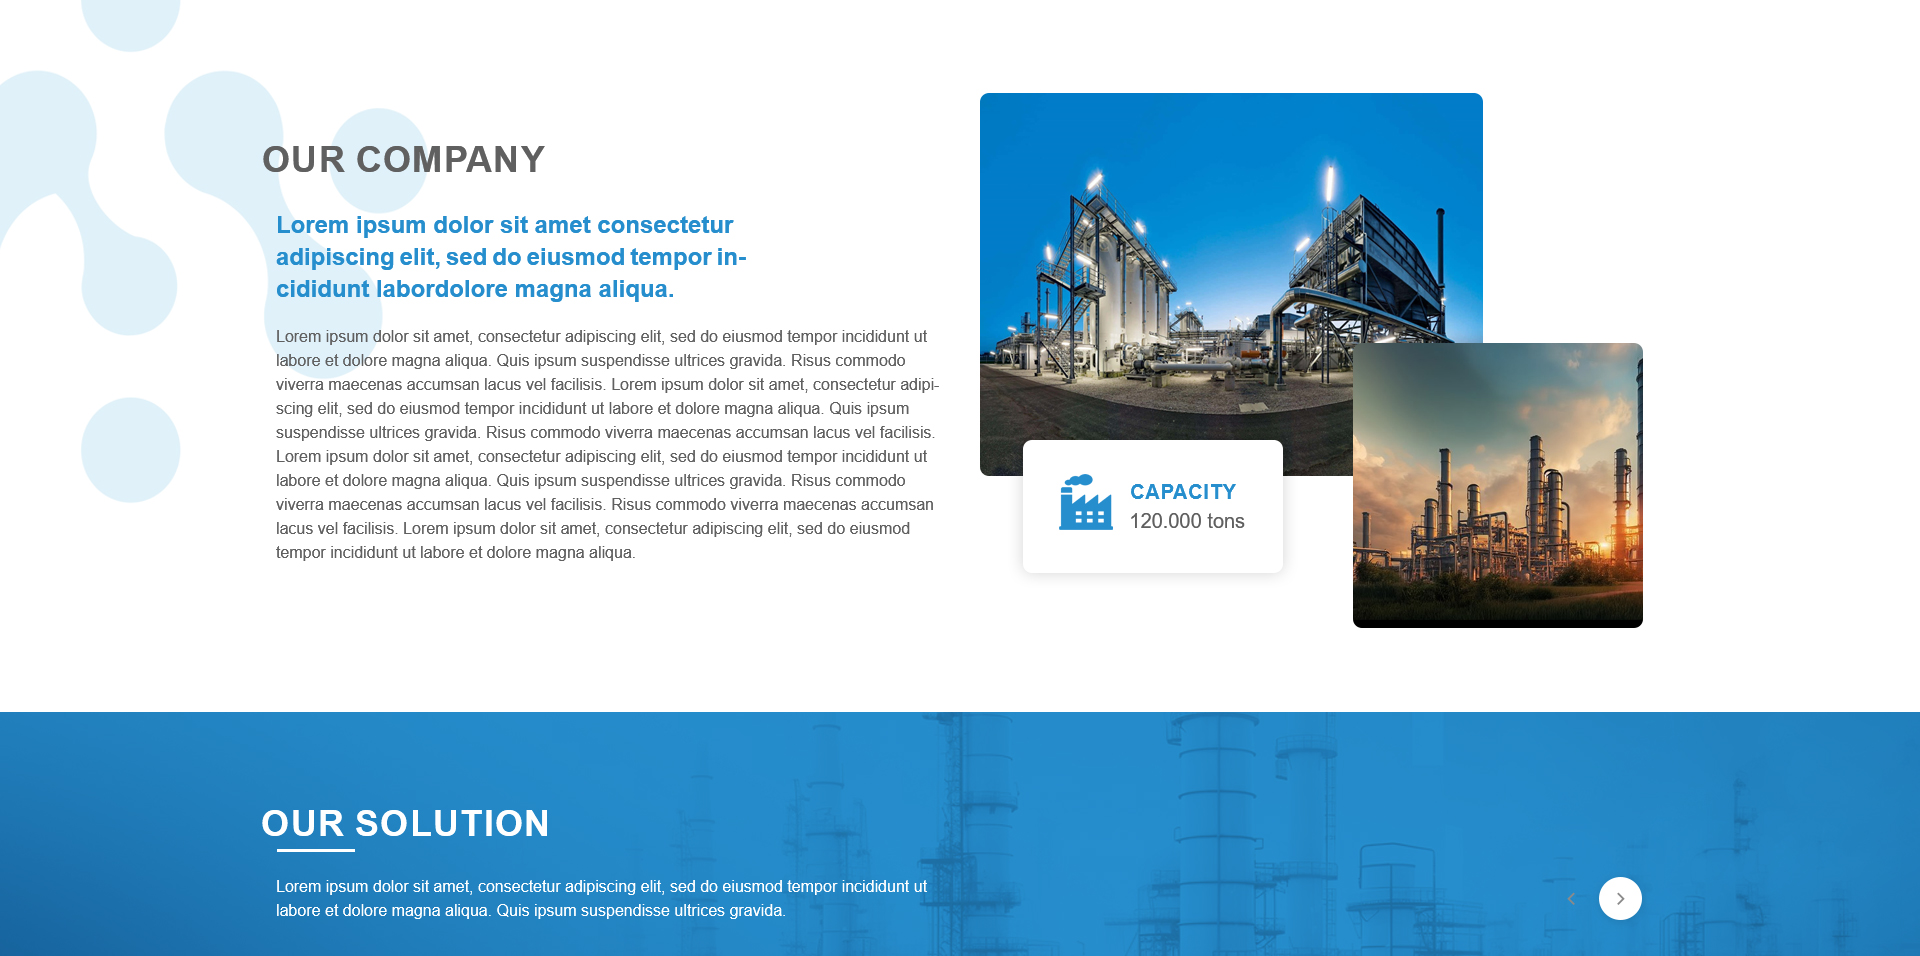 OUR COMPANY
Lorem ipsum dolor sit amet consectetur
adipiscing elit, sed do eiusmod tempor in-
cididunt labordolore magna aliqua.
Lorem ipsum dolor sit amet, consectetur adipiscing elit, sed do eiusmod tempor incididunt ut
labore et dolore magna aliqua. Quis ipsum suspendisse ultrices gravida. Risus commodo
viverra maecenas accumsan lacus vel facilisis. Lorem ipsum dolor sit amet, consectetur adipi-
scing elit, sed do eiusmod tempor incididunt ut labore et dolore magna aliqua. Quis ipsum
suspendisse ultrices gravida. Risus commodo viverra maecenas accumsan lacus vel facilisis.
Lorem ipsum dolor sit amet, consectetur adipiscing elit, sed do eiusmod tempor incididunt ut
labore et dolore magna aliqua. Quis ipsum suspendisse ultrices gravida. Risus commodo
viverra maecenas accumsan lacus vel facilisis. Risus commodo viverra maecenas accumsan
lacus vel facilisis. Lorem ipsum dolor sit amet, consectetur adipiscing elit, sed do eiusmod
tempor incididunt ut labore et dolore magna aliqua.
CAPACITY
120.000 tons
OUR SOLUTION
Lorem ipsum dolor sit amet, consectetur adipiscing elit, sed do eiusmod tempor incididunt ut
labore et dolore magna aliqua. Quis ipsum suspendisse ultrices gravida.